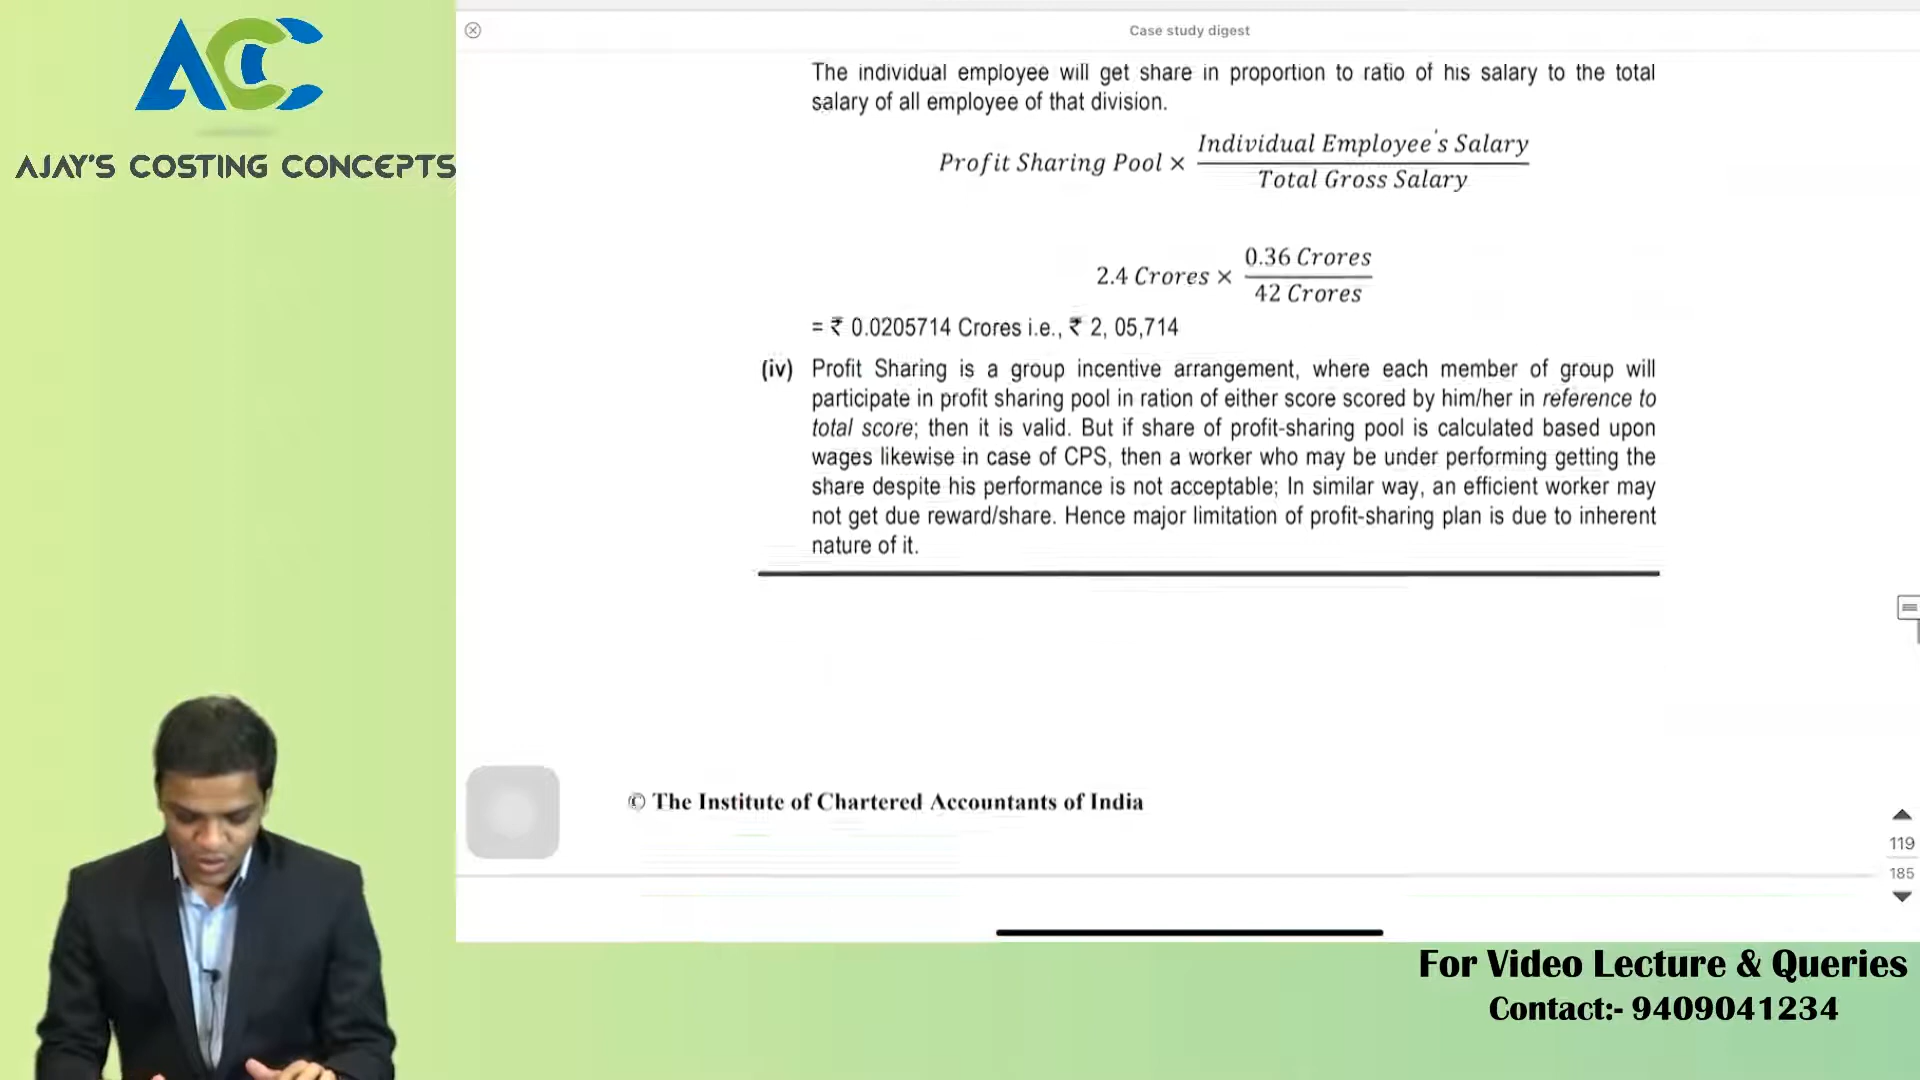 ACC
AJAY'S COSTING CONCEPTS
Case study digest
The individual employee will get share in proportion to ratio of his salary to the total
salary of all employee of that division.
Profit Sharing Pool × Individual Employee's Salary / Total Gross Salary
2.4 Crores × 0.36 Crores / 42 Crores
= ₹ 0.0205714 Crores i.e., ₹ 2, 05,714
(iv) Profit Sharing is a group incentive arrangement, where each member of group will
participate in profit sharing pool in ration of either score scored by him/her in reference to
total score; then it is valid. But if share of profit-sharing pool is calculated based upon
wages likewise in case of CPS, then a worker who may be under performing getting the
share despite his performance is not acceptable; In similar way, an efficient worker may
not get due reward/share. Hence major limitation of profit-sharing plan is due to inherent
nature of it.
© The Institute of Chartered Accountants of India
119
185
For Video Lecture & Queries
Contact:- 9409041234